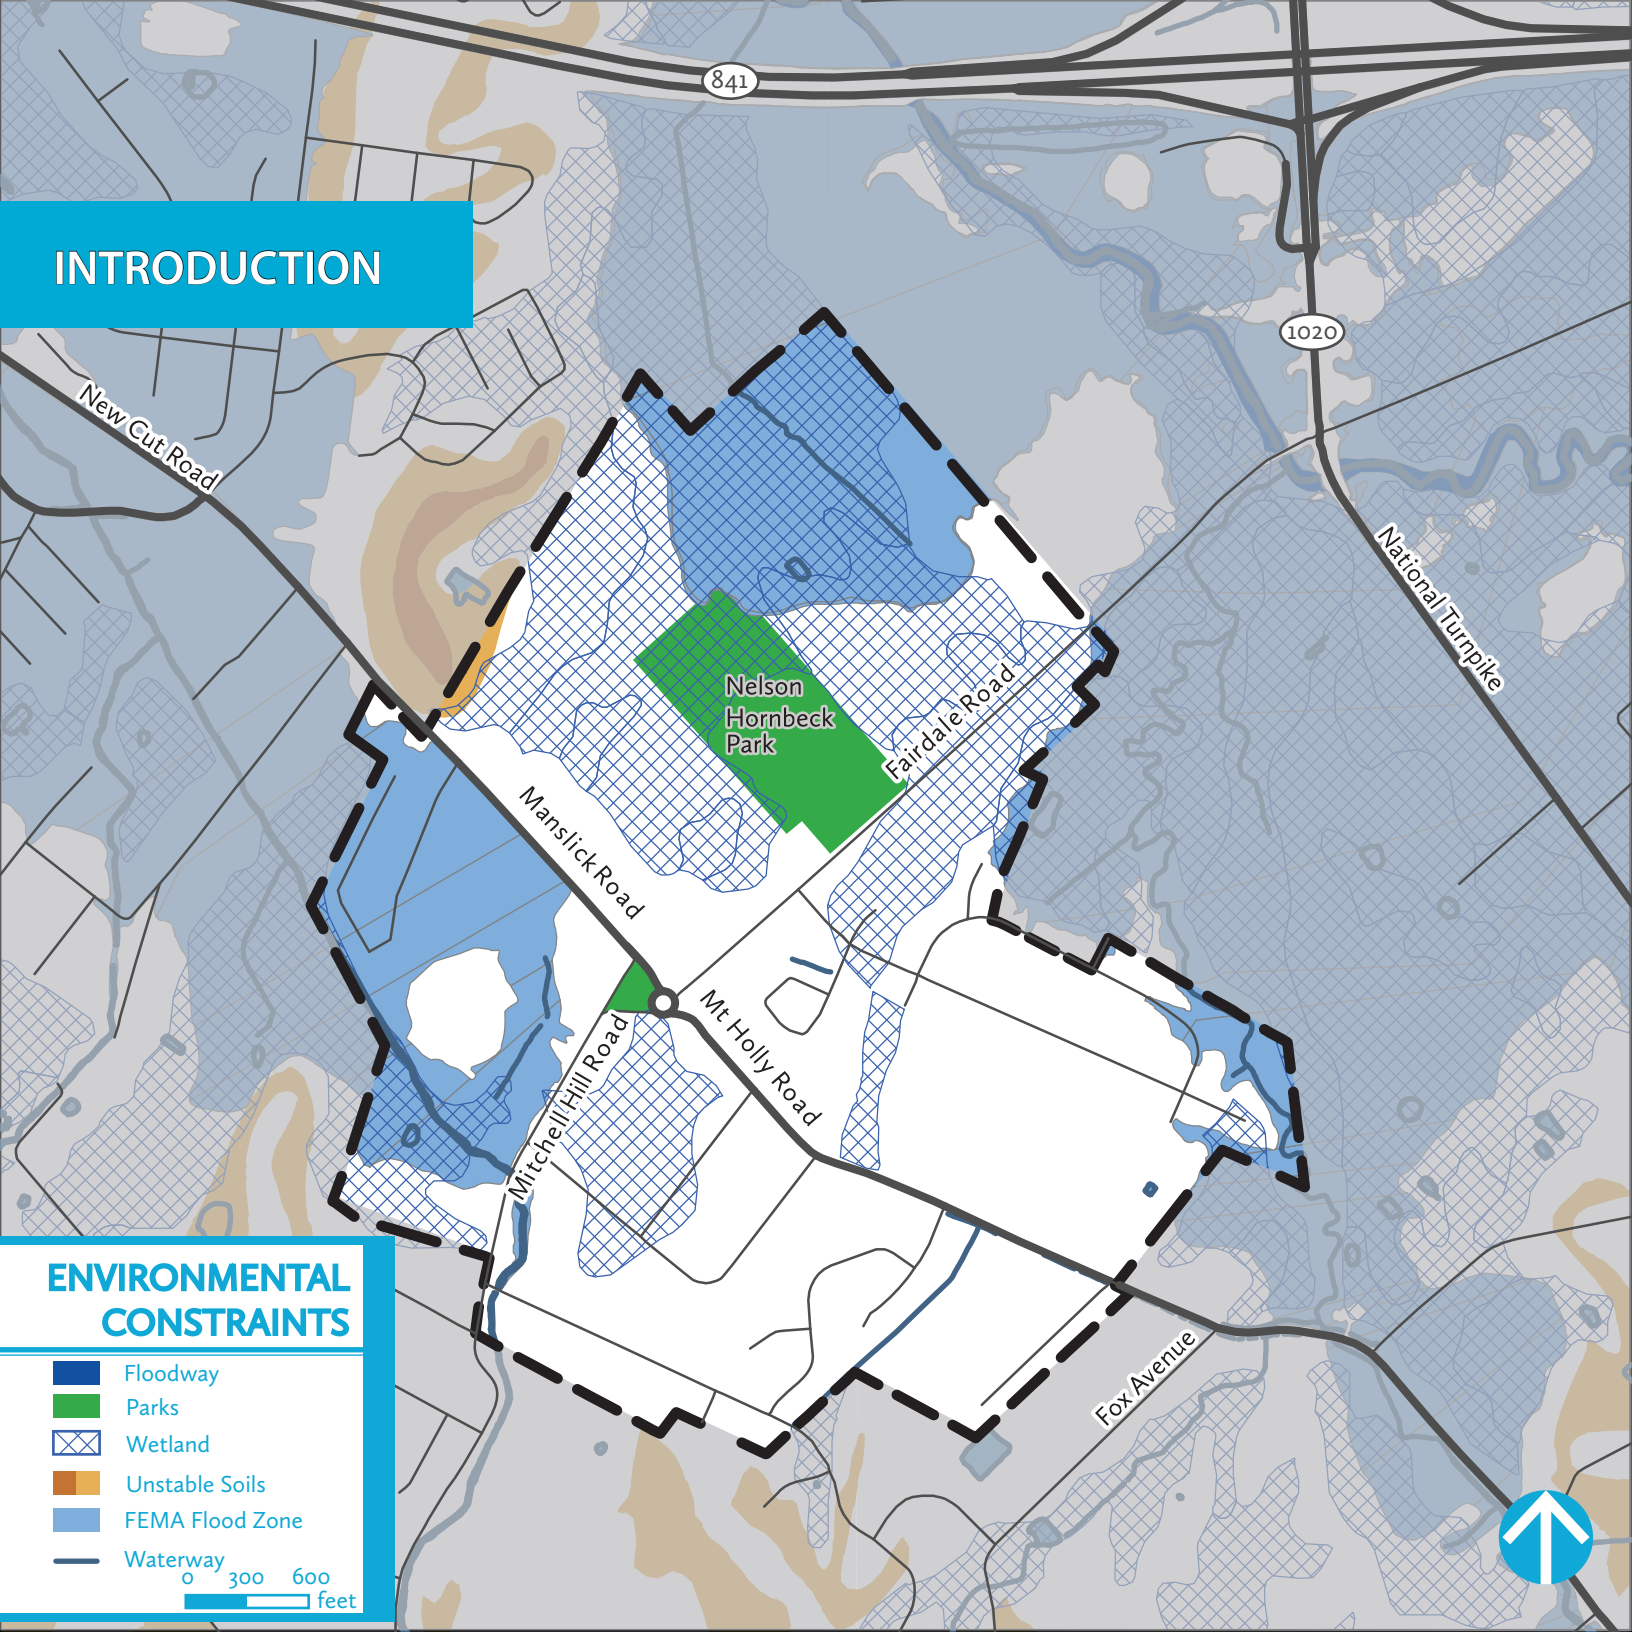 841
INTRODUCTION
1020
New Cut Road
National Turnpike
Nelson
Hornbeck
Park
Fairdale Road
Manslick Road
Mt Holly Road
Mitchell Hill Road
Fox Avenue
ENVIRONMENTAL
CONSTRAINTS
Floodway
Parks
Wetland
Unstable Soils
FEMA Flood Zone
Waterway
0 300 600
feet